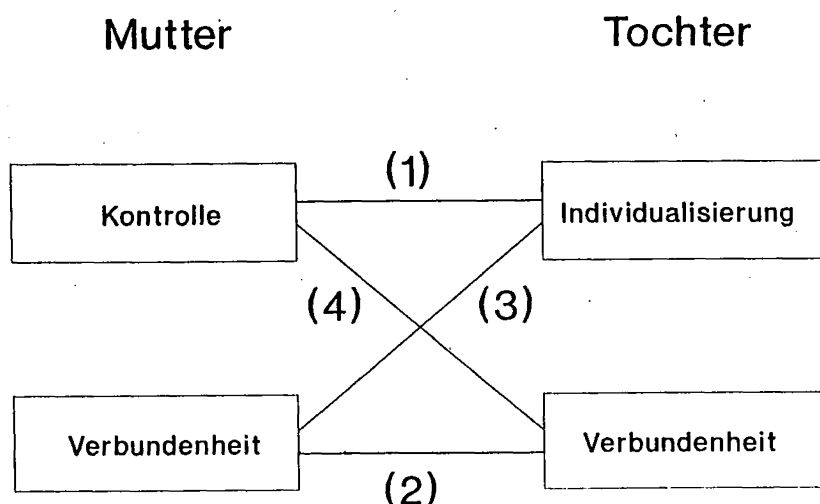 Mutter Tochter
(1)
Kontrolle Individualisierung
(4) (3)
Verbundenheit Verbundenheit
(2)